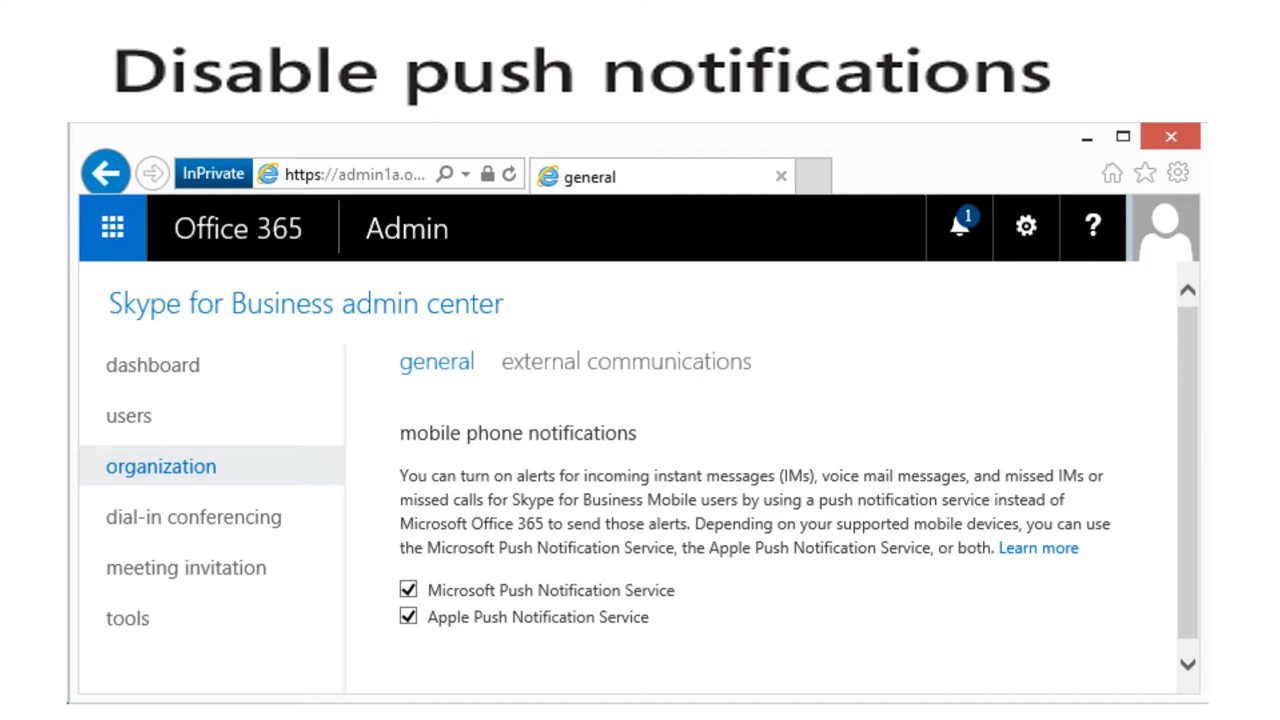 Disable push notifications
InPrivate
https://admin1a.o...
general
Office 365
Admin
1
?
Skype for Business admin center
dashboard
users
organization
dial-in conferencing
meeting invitation
tools
general external communications
mobile phone notifications
You can turn on alerts for incoming instant messages (IMs), voice mail messages, and missed IMs or
missed calls for Skype for Business Mobile users by using a push notification service instead of
Microsoft Office 365 to send those alerts. Depending on your supported mobile devices, you can use
the Microsoft Push Notification Service, the Apple Push Notification Service, or both. Learn more
Microsoft Push Notification Service
Apple Push Notification Service